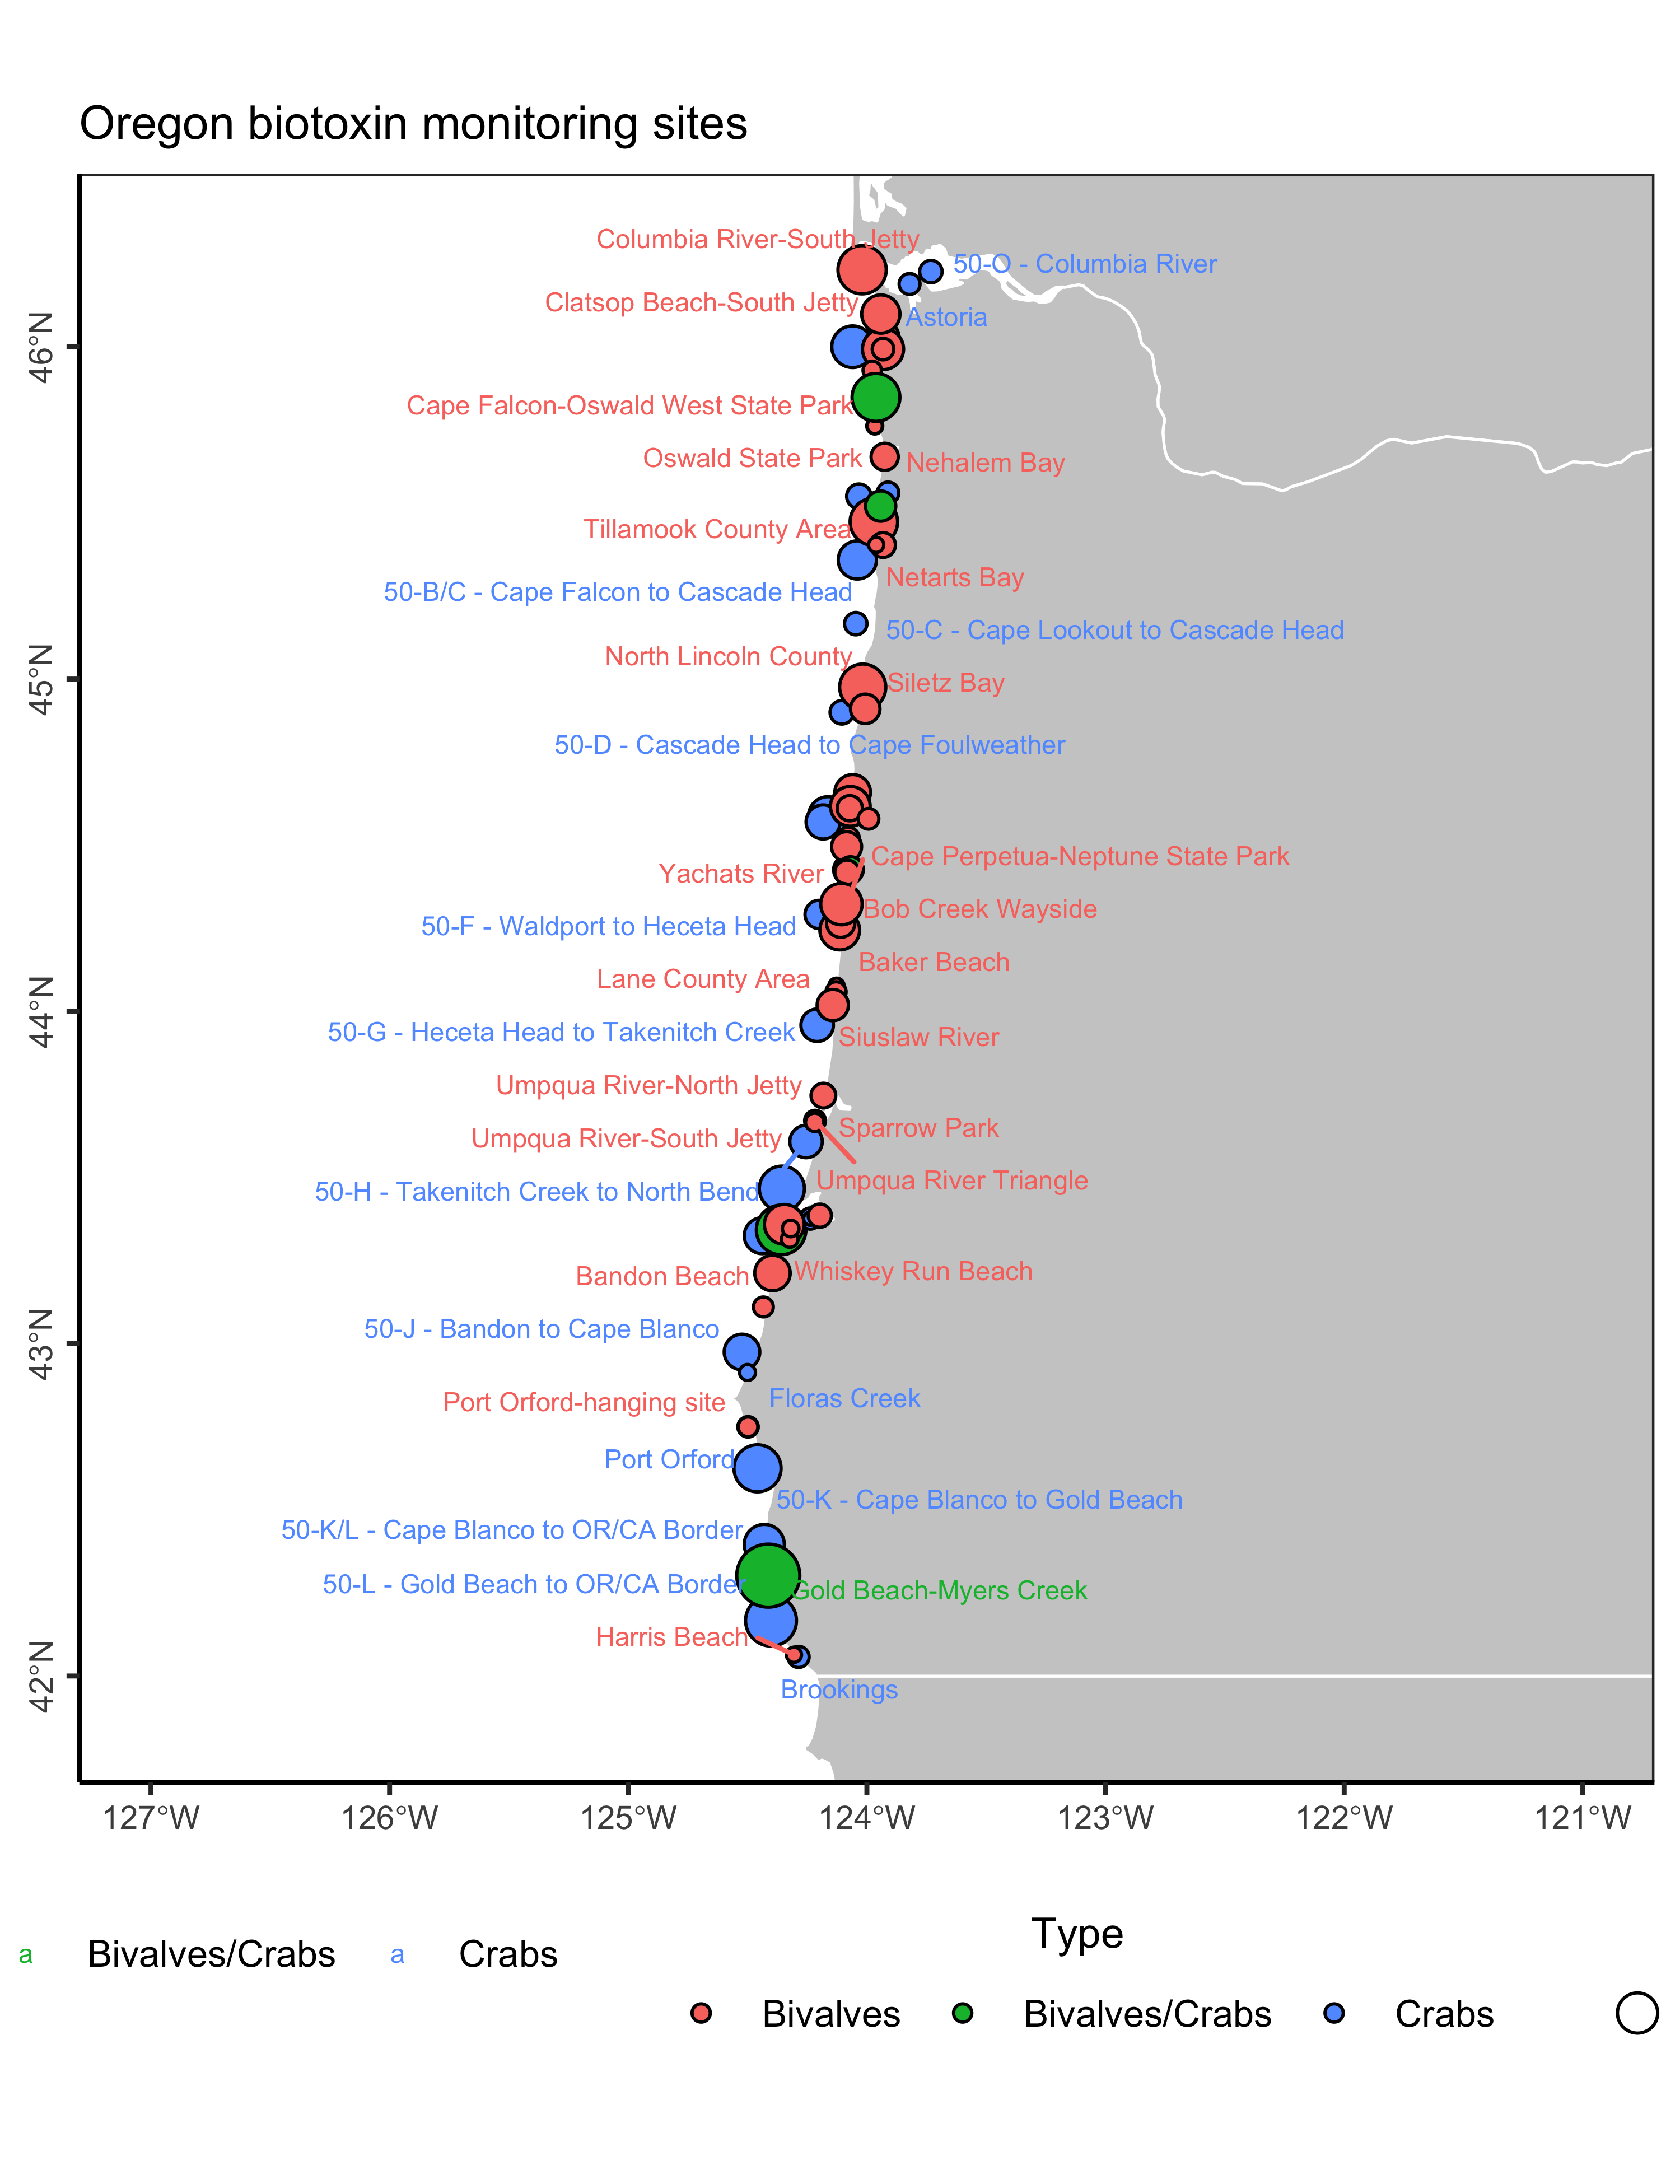 Oregon biotoxin monitoring sites
Columbia River-South Jetty
50-O - Columbia River
Clatsop Beach-South Jetty
Astoria
46°N
Cape Falcon-Oswald West State Park
Oswald State Park
Nehalem Bay
Tillamook County Area
Netarts Bay
50-B/C - Cape Falcon to Cascade Head
50-C - Cape Lookout to Cascade Head
North Lincoln County
45°N
Siletz Bay
50-D - Cascade Head to Cape Foulweather
Cape Perpetua-Neptune State Park
Yachats River
Bob Creek Wayside
50-F - Waldport to Heceta Head
Baker Beach
Lane County Area
44°N
50-G - Heceta Head to Takenitch Creek
Siuslaw River
Umpqua River-North Jetty
Sparrow Park
Umpqua River-South Jetty
Umpqua River Triangle
50-H - Takenitch Creek to North Bend
Whiskey Run Beach
Bandon Beach
50-J - Bandon to Cape Blanco
43°N
Floras Creek
Port Orford-hanging site
Port Orford
50-K - Cape Blanco to Gold Beach
50-K/L - Cape Blanco to OR/CA Border
50-L - Gold Beach to OR/CA Border
Gold Beach-Myers Creek
Harris Beach
42°N
Brookings
127°W 126°W 125°W 124°W 123°W 122°W 121°W
a Bivalves/Crabs a Crabs
Type
Bivalves Bivalves/Crabs Crabs